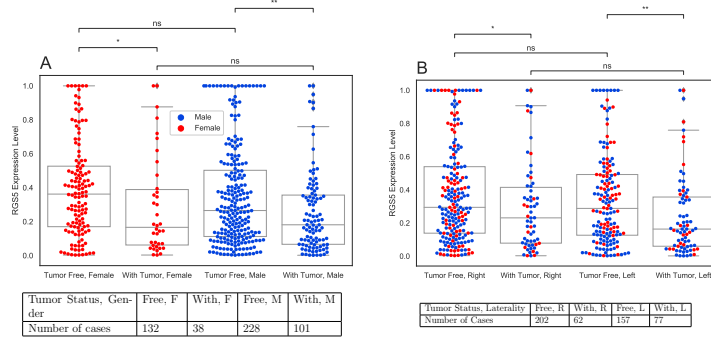 **
ns
*
ns
A
1.0
0.8
0.6
0.4
0.2
0.0
RGS5 Expression Level
Male
Female
Tumor Free, Female
With Tumor, Female
Tumor Free, Male
With Tumor, Male
Tumor Status, Gen-
der
Free, F
With, F
Free, M
With, M
Number of cases
132
38
228
101
**
*
ns
ns
B
1.0
0.8
0.6
0.4
0.2
0.0
RGS5 Expression Level
Tumor Free, Right
With Tumor, Right
Tumor Free, Left
With Tumor, Left
Tumor Status, Laterality
Free, R
With, R
Free, L
With, L
Number of Cases
202
62
157
77